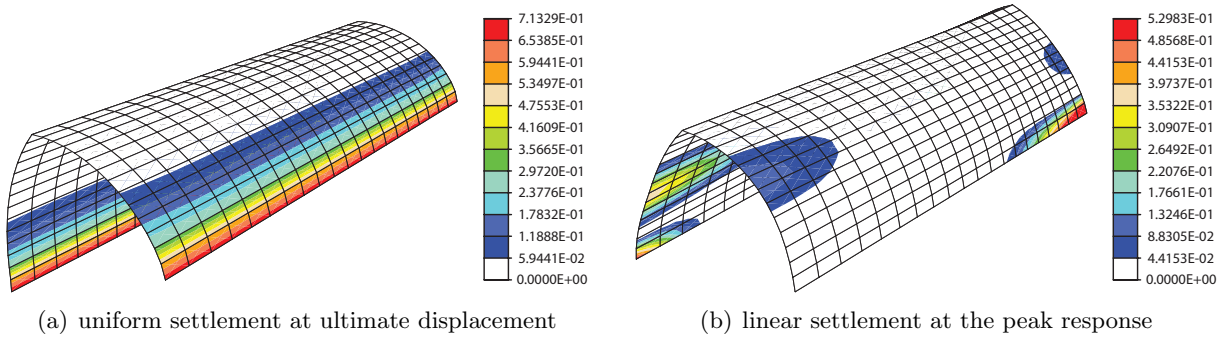 7.1329E-01
6.5385E-01
5.9441E-01
5.3497E-01
4.7553E-01
4.1609E-01
3.5665E-01
2.9720E-01
2.3776E-01
1.7832E-01
1.1888E-01
5.9441E-02
0.0000E+00
5.2983E-01
4.8568E-01
4.4153E-01
3.9737E-01
3.5322E-01
3.0907E-01
2.6492E-01
2.2076E-01
1.7661E-01
1.3246E-01
8.8305E-02
4.4153E-02
0.0000E+00
(a) uniform settlement at ultimate displacement
(b) linear settlement at the peak response